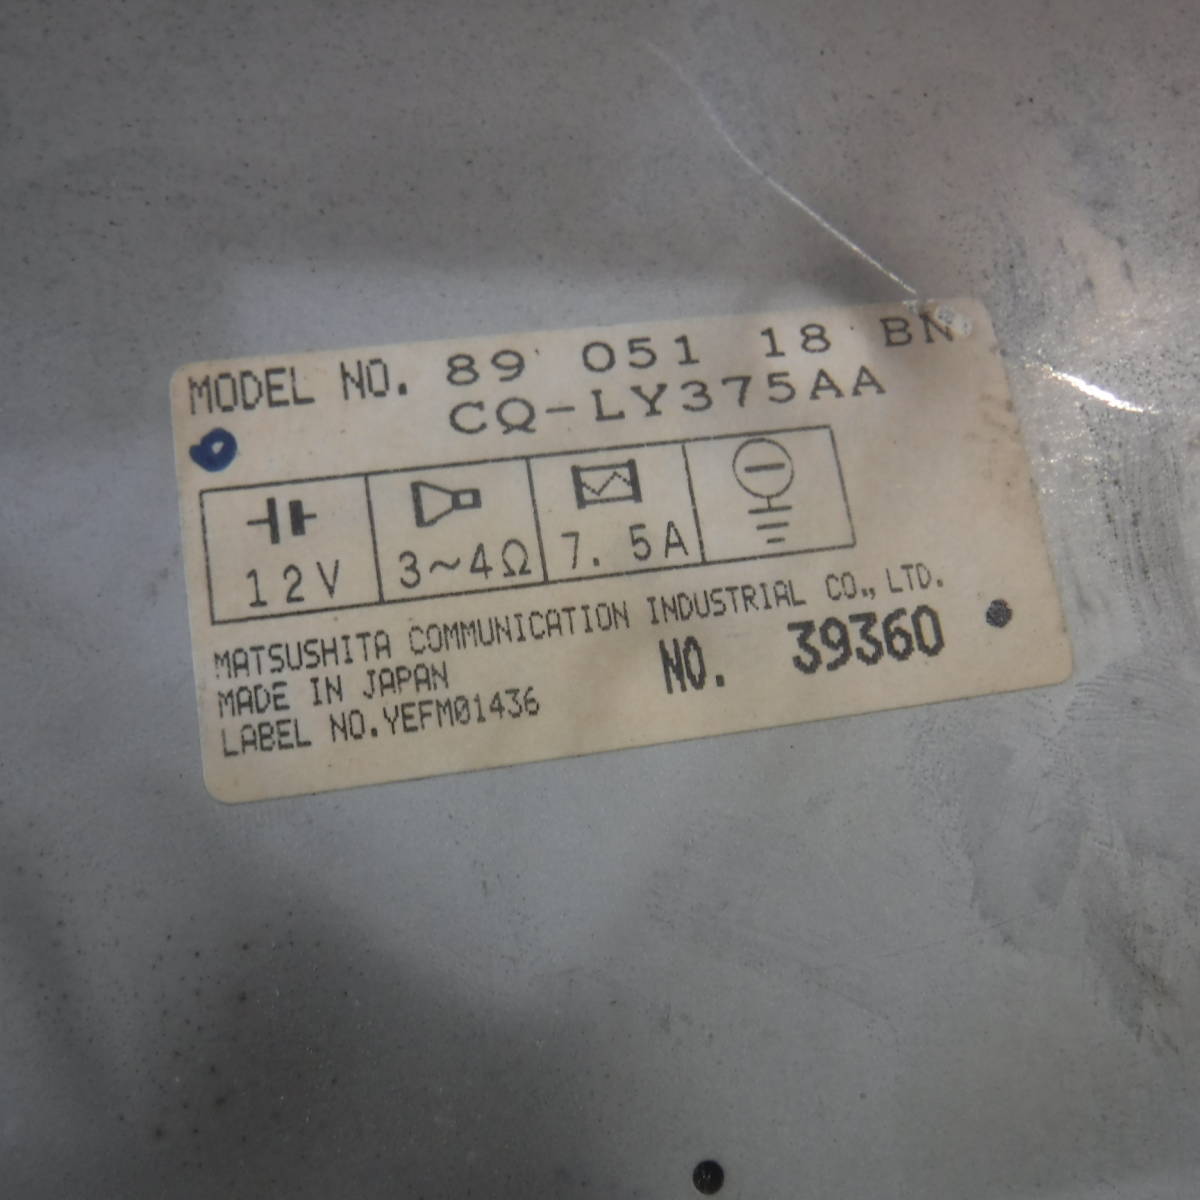 MODEL NO. 89 051 18 BN
CQ-LY375AA
12V 3~4Ω 7.5A
MATSUSHITA COMMUNICATION INDUSTRIAL CO., LTD.
MADE IN JAPAN NO. 39360
LABEL NO.YEFM01436